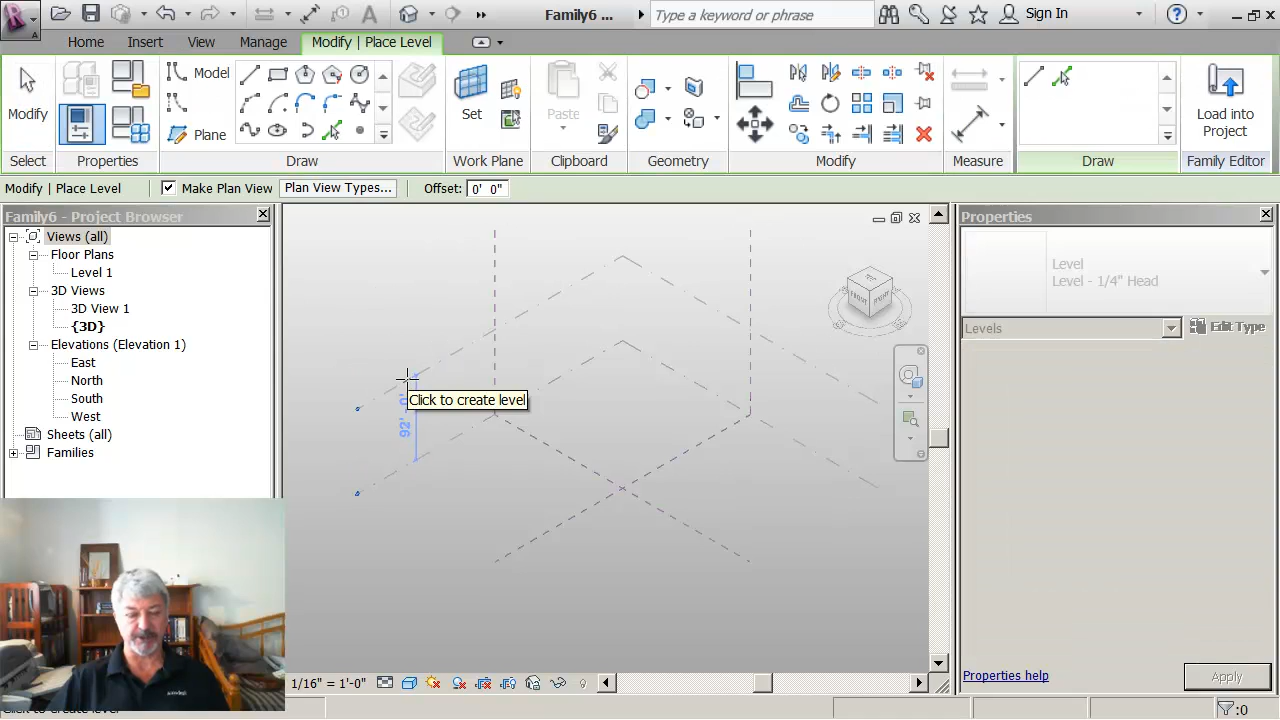 Family6 ...
Type a keyword or phrase
Sign In
Home
Insert
View
Manage
Modify | Place Level
Modify
Select
Properties
Model
Plane
Draw
Set
Work Plane
Paste
Clipboard
Geometry
Modify
Measure
Draw
Load into
Project
Family Editor
Modify | Place Level
Make Plan View
Plan View Types...
Offset:
0'  0"
Family6 - Project Browser
Views (all)
Floor Plans
Level 1
3D Views
3D View 1
{3D}
Elevations (Elevation 1)
East
North
South
West
Sheets (all)
Families
Click to create level
FRONT
RIGHT
Properties
Level
Level - 1/4" Head
Levels
Edit Type
Properties help
Apply
1/16" = 1'-0"
:0